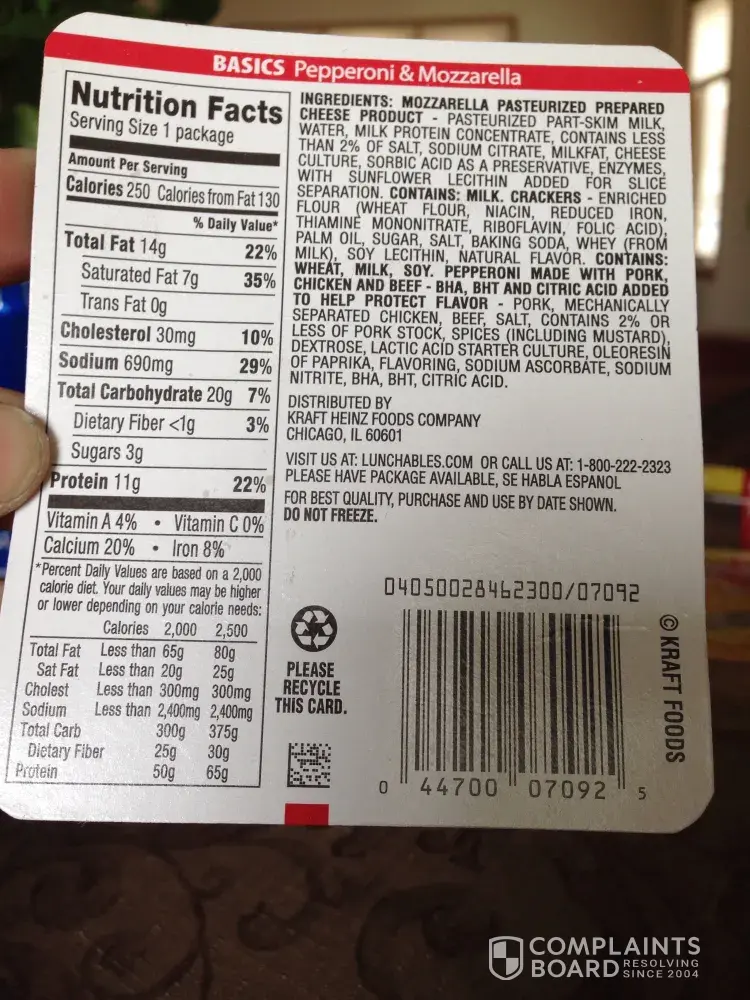 BASICS Pepperoni & Mozzarella
Nutrition Facts
Serving Size 1 package
Amount Per Serving
Calories 250 Calories from Fat 130
% Daily Value*
Total Fat 14g 22%
Saturated Fat 7g 35%
Trans Fat 0g
Cholesterol 30mg 10%
Sodium 690mg 29%
Total Carbohydrate 20g 7%
Dietary Fiber <1g 3%
Sugars 3g
Protein 11g 22%
Vitamin A 4% • Vitamin C 0%
Calcium 20% • Iron 8%
*Percent Daily Values are based on a 2,000
calorie diet. Your daily values may be higher
or lower depending on your calorie needs:
Calories 2,000 2,500
Total Fat Less than 65g 80g
Sat Fat Less than 20g 25g
Cholest Less than 300mg 300mg
Sodium Less than 2,400mg 2,400mg
Total Carb 300g 375g
Dietary Fiber 25g 30g
Protein 50g 65g
INGREDIENTS: MOZZARELLA PASTEURIZED PREPARED
CHEESE PRODUCT - PASTEURIZED PART-SKIM MILK,
WATER, MILK PROTEIN CONCENTRATE, CONTAINS LESS
THAN 2% OF SALT, SODIUM CITRATE, MILKFAT, CHEESE
CULTURE, SORBIC ACID AS A PRESERVATIVE, ENZYMES,
WITH SUNFLOWER LECITHIN ADDED FOR SLICE
SEPARATION. CONTAINS: MILK. CRACKERS - ENRICHED
FLOUR (WHEAT FLOUR, NIACIN, REDUCED IRON,
THIAMINE MONONITRATE, RIBOFLAVIN, FOLIC ACID),
PALM OIL, SUGAR, SALT, BAKING SODA, WHEY (FROM
MILK), SOY LECITHIN, NATURAL FLAVOR. CONTAINS:
WHEAT, MILK, SOY. PEPPERONI MADE WITH PORK,
CHICKEN AND BEEF - BHA, BHT AND CITRIC ACID ADDED
TO HELP PROTECT FLAVOR - PORK, MECHANICALLY
SEPARATED CHICKEN, BEEF, SALT, CONTAINS 2% OR
LESS OF PORK STOCK, SPICES (INCLUDING MUSTARD),
DEXTROSE, LACTIC ACID STARTER CULTURE, OLEORESIN
OF PAPRIKA, FLAVORING, SODIUM ASCORBATE, SODIUM
NITRITE, BHA, BHT, CITRIC ACID.
DISTRIBUTED BY
KRAFT HEINZ FOODS COMPANY
CHICAGO, IL 60601
VISIT US AT: LUNCHABLES.COM OR CALL US AT: 1-800-222-2323
PLEASE HAVE PACKAGE AVAILABLE, SE HABLA ESPANOL
FOR BEST QUALITY, PURCHASE AND USE BY DATE SHOWN.
DO NOT FREEZE.
04050028462300/07092
PLEASE
RECYCLE
THIS CARD.
© KRAFT FOODS
0 44700 07092 5
COMPLAINTS
BOARD RESOLVING
SINCE 2004